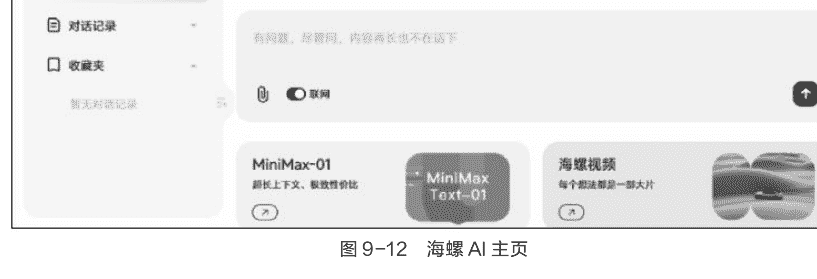 对话记录
收藏夹
暂无对话记录
有问题，尽管问，内容再长也不在话下
联网
MiniMax-01
超长上下文、极致性价比
MiniMax
Text-01
海螺视频
每个想法都是一部大片
图 9-12 海螺 AI 主页